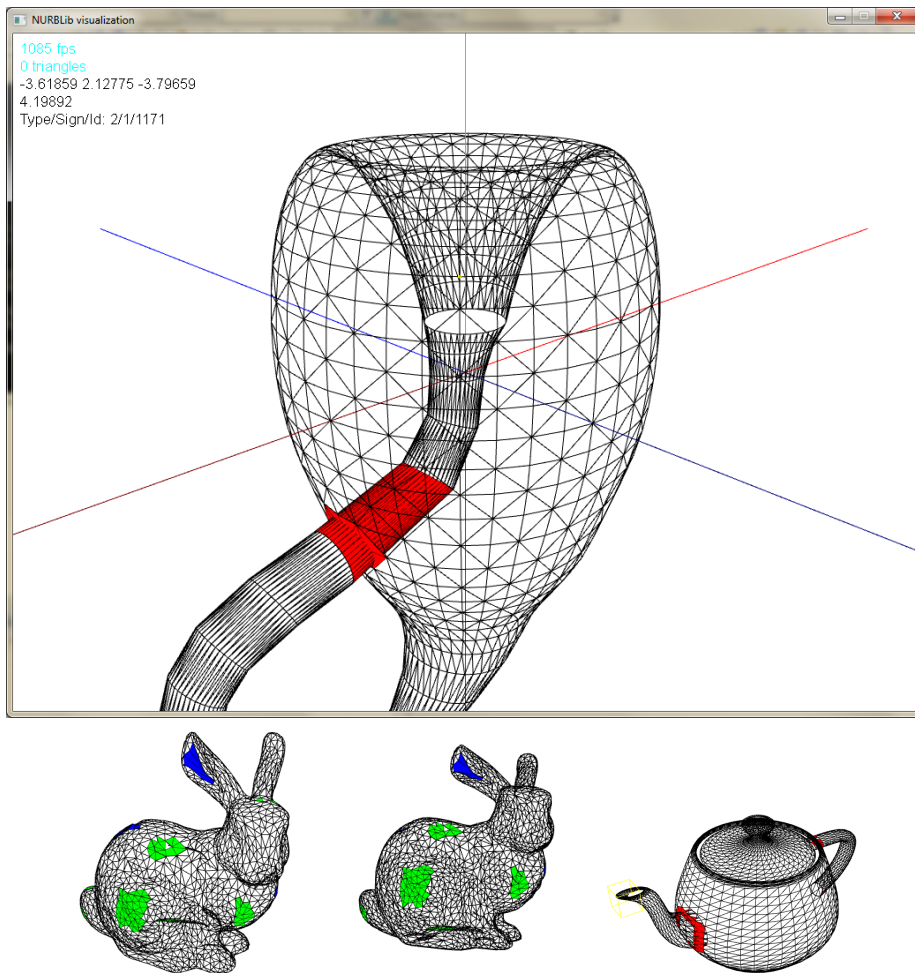 NURBLib visualization
1085 fps
0 triangles
-3.61859 2.12775 -3.79659
4.19892
Type/Sign/Id: 2/1/1171